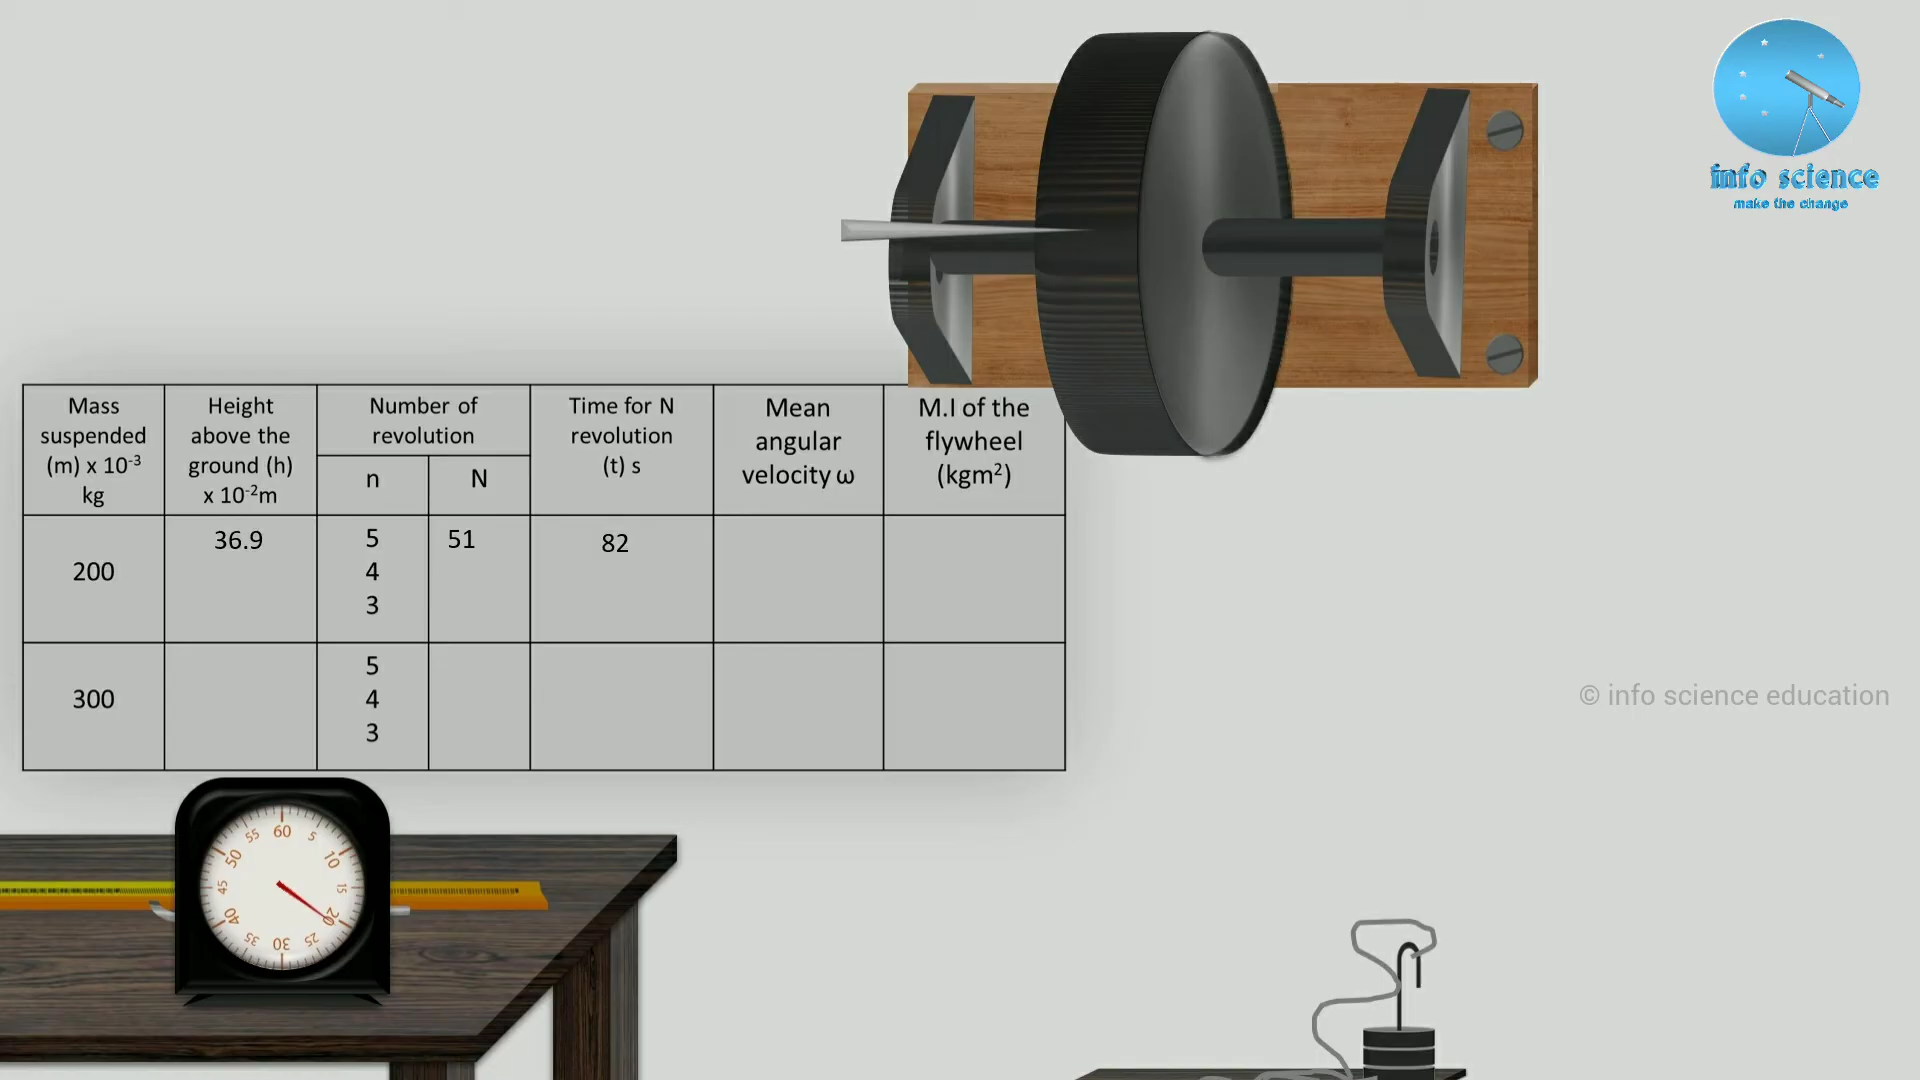 info science
make the change
Mass
suspended
(m) x 10⁻³
kg
Height
above the
ground (h)
x 10⁻²m
Number of
revolution
n
N
Time for N
revolution
(t) s
Mean
angular
velocity ω
M.I of the
flywheel
(kgm²)
200
36.9
5
4
3
51
82
300
5
4
3
© info science education
60
5
10
15
20
25
30
35
40
45
50
55